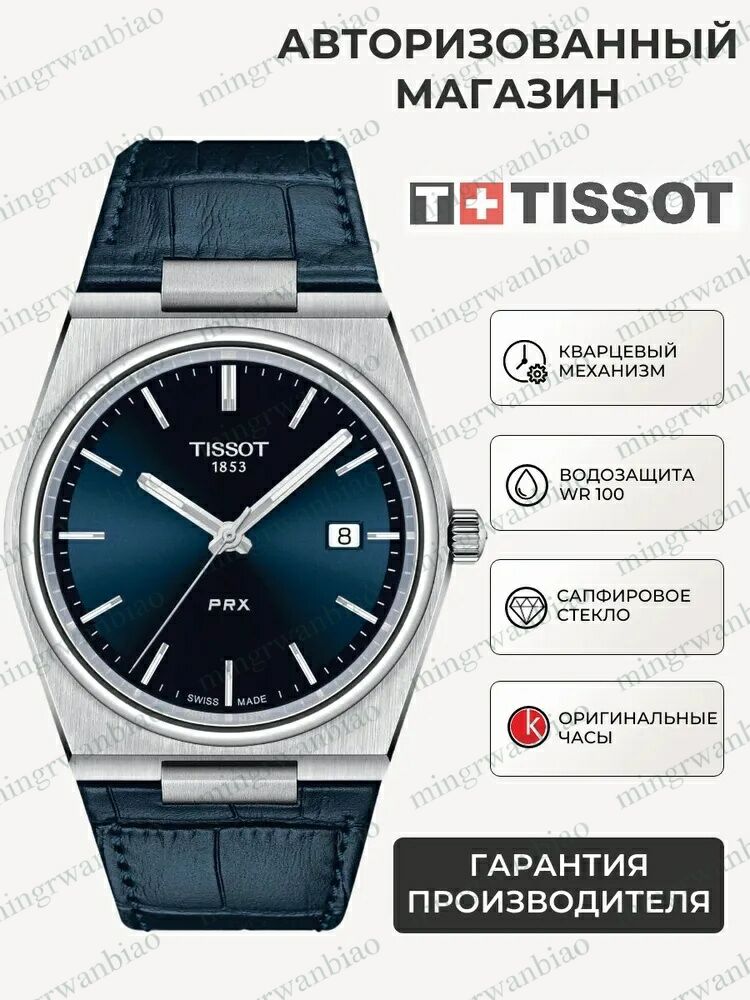 АВТОРИЗОВАННЫЙ
МАГАЗИН
T+ TISSOT
КВАРЦЕВЫЙ
МЕХАНИЗМ
ВОДОЗАЩИТА
WR 100
САПФИРОВОЕ
СТЕКЛО
k
ОРИГИНАЛЬНЫЕ
ЧАСЫ
ГАРАНТИЯ
ПРОИЗВОДИТЕЛЯ
TISSOT
1853
8
PRX
SWISS MADE
mingrwanbiao